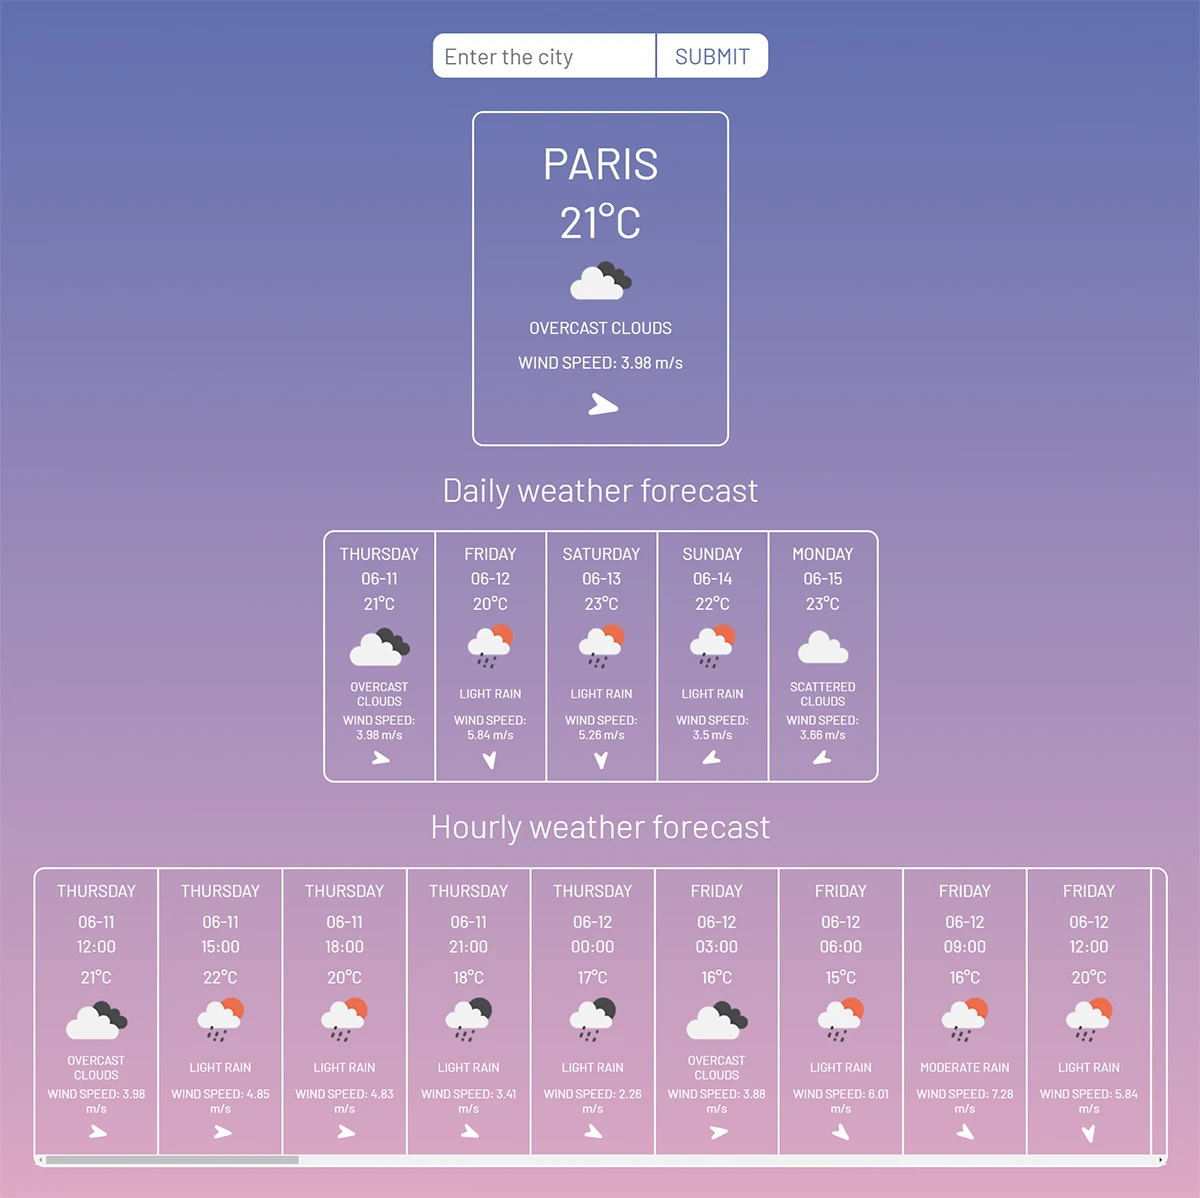 Enter the city
SUBMIT
PARIS
21°C
OVERCAST CLOUDS
WIND SPEED: 3.98 m/s
Daily weather forecast
THURSDAY
06-11
21°C
OVERCAST
CLOUDS
WIND SPEED:
3.98 m/s
FRIDAY
06-12
20°C
LIGHT RAIN
WIND SPEED:
5.84 m/s
SATURDAY
06-13
23°C
LIGHT RAIN
WIND SPEED:
5.26 m/s
SUNDAY
06-14
22°C
LIGHT RAIN
WIND SPEED:
3.5 m/s
MONDAY
06-15
23°C
SCATTERED
CLOUDS
WIND SPEED:
3.66 m/s
Hourly weather forecast
THURSDAY
06-11
12:00
21°C
OVERCAST
CLOUDS
WIND SPEED: 3.98
m/s
THURSDAY
06-11
15:00
22°C
LIGHT RAIN
WIND SPEED: 4.85
m/s
THURSDAY
06-11
18:00
20°C
LIGHT RAIN
WIND SPEED: 4.83
m/s
THURSDAY
06-11
21:00
18°C
LIGHT RAIN
WIND SPEED: 3.41
m/s
THURSDAY
06-12
00:00
17°C
LIGHT RAIN
WIND SPEED: 2.26
m/s
FRIDAY
06-12
03:00
16°C
OVERCAST
CLOUDS
WIND SPEED: 3.88
m/s
FRIDAY
06-12
06:00
15°C
LIGHT RAIN
WIND SPEED: 6.01
m/s
FRIDAY
06-12
09:00
16°C
MODERATE RAIN
WIND SPEED: 7.28
m/s
FRIDAY
06-12
12:00
20°C
LIGHT RAIN
WIND SPEED: 5.84
m/s